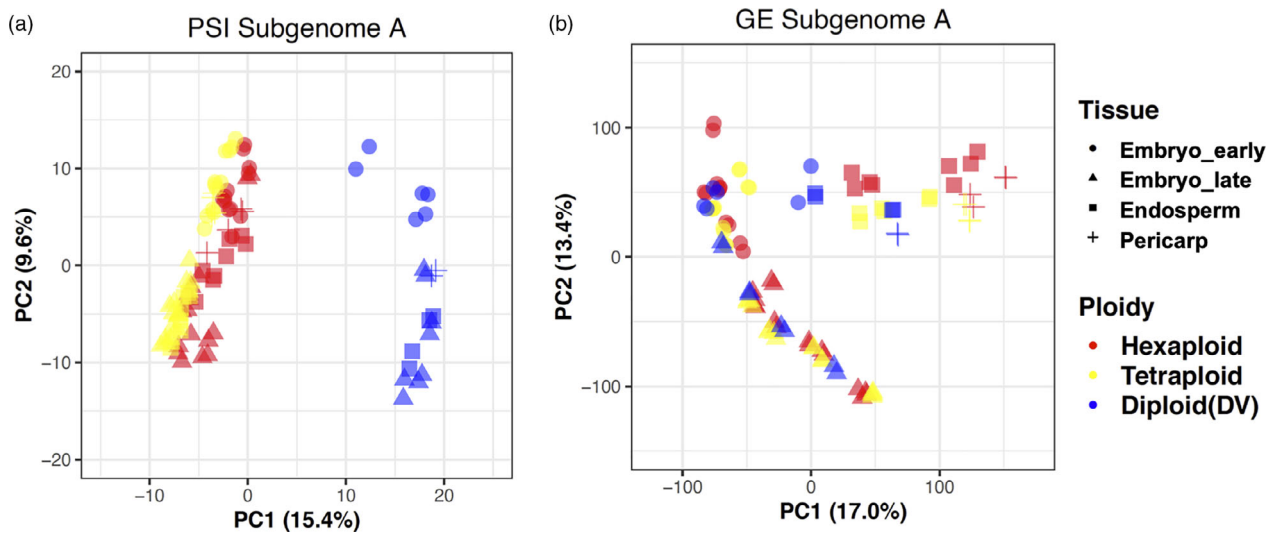 (a)
PSI Subgenome A
20
10
0
−10
−20
PC2 (9.6%)
−10
0
10
20
PC1 (15.4%)
(b)
GE Subgenome A
100
0
−100
PC2 (13.4%)
−100
0
100
PC1 (17.0%)
Tissue
Embryo_early
Embryo_late
Endosperm
Pericarp
Ploidy
Hexaploid
Tetraploid
Diploid(DV)